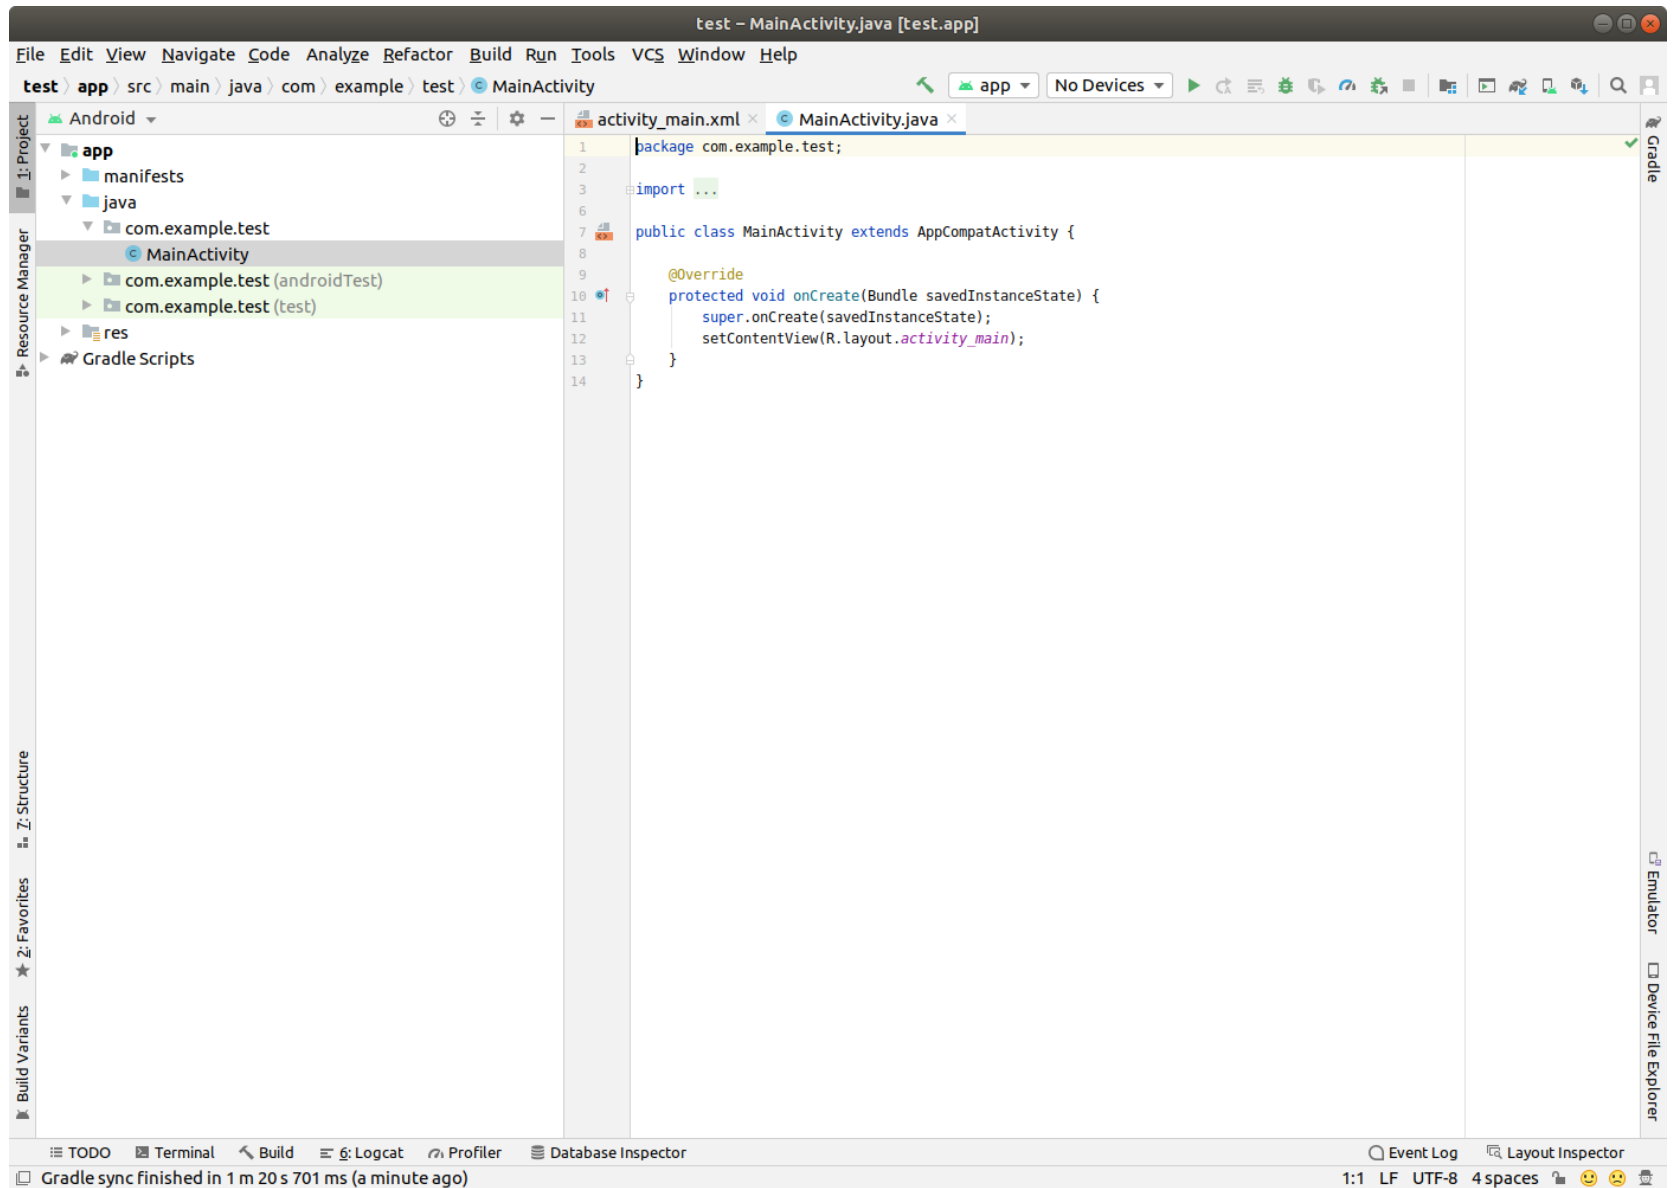 test – MainActivity.java [test.app]
File Edit View Navigate Code Analyze Refactor Build Run Tools VCS Window Help
test app src main java com example test MainActivity
app No Devices
Android
activity_main.xml MainActivity.java
1: Project
Resource Manager
7: Structure
2: Favorites
Build Variants
app
manifests
java
com.example.test
MainActivity
com.example.test (androidTest)
com.example.test (test)
res
Gradle Scripts
1 package com.example.test;
2
3 import ...
6
7 public class MainActivity extends AppCompatActivity {
8
9 @Override
10 protected void onCreate(Bundle savedInstanceState) {
11 super.onCreate(savedInstanceState);
12 setContentView(R.layout.activity_main);
13 }
14 }
Gradle
Emulator
Device File Explorer
TODO Terminal Build 6: Logcat Profiler Database Inspector Event Log Layout Inspector
Gradle sync finished in 1 m 20 s 701 ms (a minute ago) 1:1 LF UTF-8 4 spaces